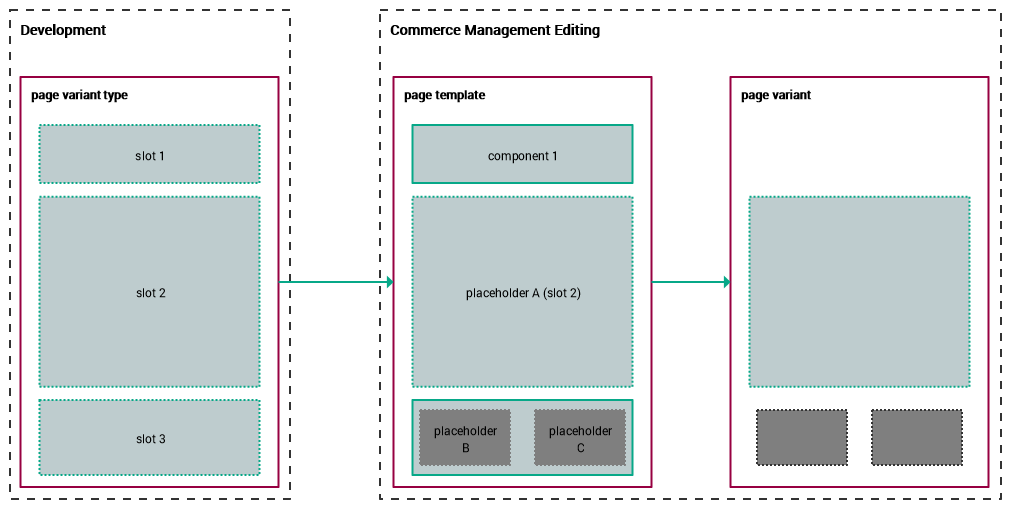 Development
page variant type
slot 1
slot 2
slot 3
Commerce Management Editing
page template
component 1
placeholder A (slot 2)
placeholder
B
placeholder
C
page variant